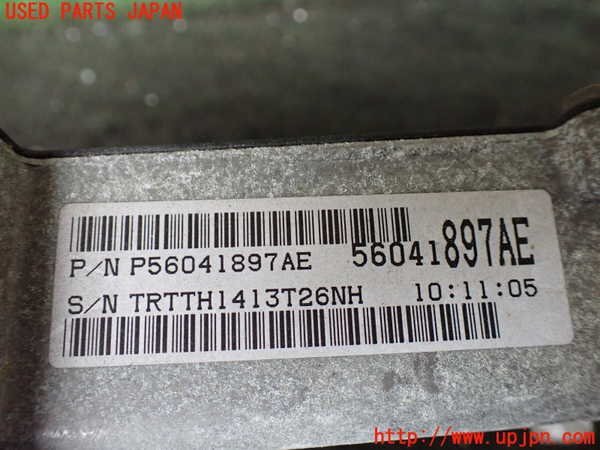 USED PARTS JAPAN
P/N P56041897AE 56041897AE
S/N TRTTH1413T26NH 10:11:05
http://www.upjpn.com